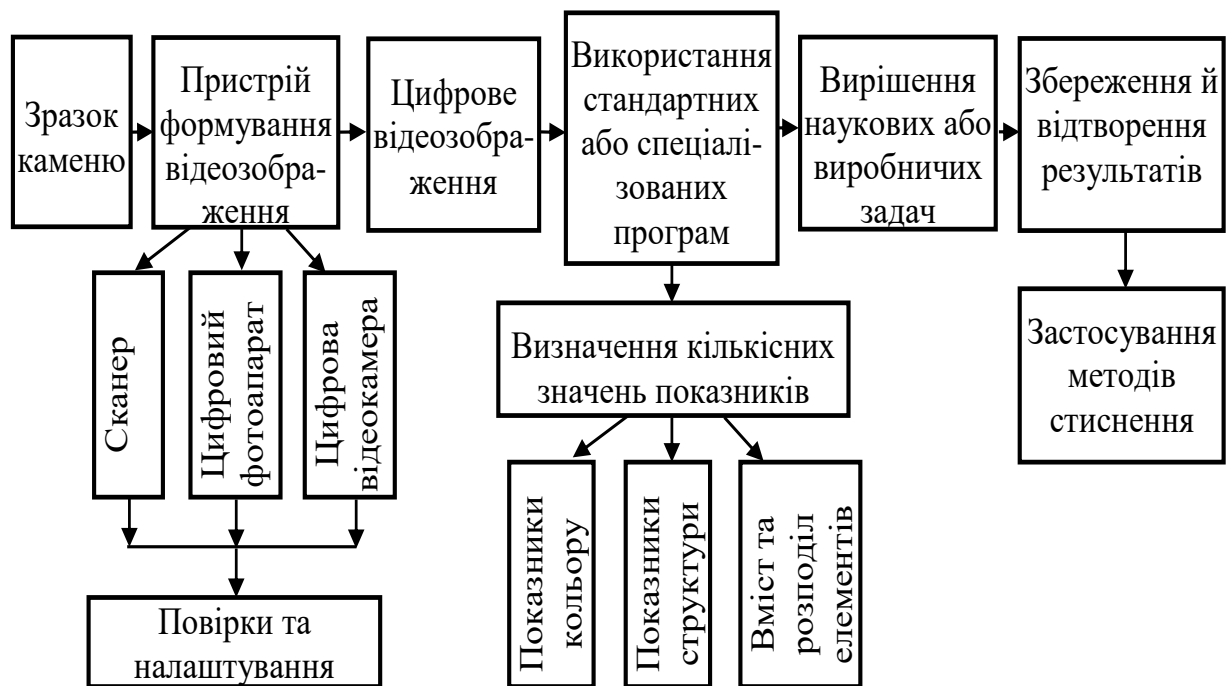 Зразок
каменю
Пристрій
формування
відеозобра-
ження
Цифрове
відеозобра-
ження
Використання
стандартних
або спеціалі-
зованих
програм
Вирішення
наукових або
виробничих
задач
Збереження й
відтворення
результатів
Сканер
Цифровий
фотоапарат
Цифрова
відеокамера
Визначення кількісних
значень показників
Застосування
методів
стиснення
Показники
кольору
Показники
структури
Вміст та
розподіл
елементів
Повірки та
налаштування